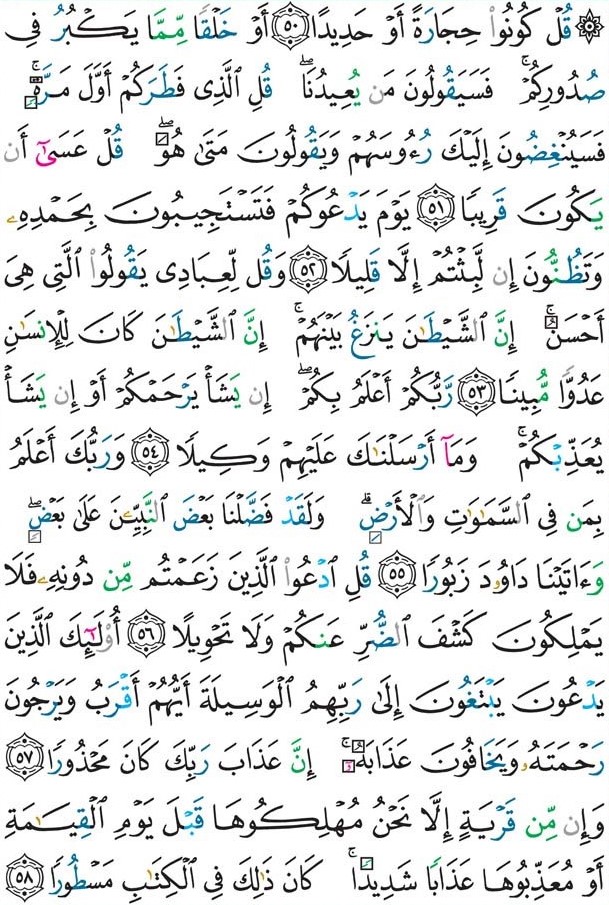 ۞ قُلْ كُونُوا۟ حِجَارَةً أَوْ حَدِيدًا ٥٠ أَوْ خَلْقًا مِّمَّا يَكْبُرُ فِى
صُدُورِكُمْ ۚ فَسَيَقُولُونَ مَن يُعِيدُنَا ۖ قُلِ ٱلَّذِى فَطَرَكُمْ أَوَّلَ مَرَّةٍ ۚ
فَسَيُنْغِضُونَ إِلَيْكَ رُءُوسَهُمْ وَيَقُولُونَ مَتَىٰ هُوَ ۖ قُلْ عَسَىٰٓ أَن
يَكُونَ قَرِيبًا ٥١ يَوْمَ يَدْعُوكُمْ فَتَسْتَجِيبُونَ بِحَمْدِهِۦ
وَتَظُنُّونَ إِن لَّبِثْتُمْ إِلَّا قَلِيلًا ٥٢ وَقُل لِّعِبَادِى يَقُولُوا۟ ٱلَّتِى هِىَ
أَحْسَنُ ۚ إِنَّ ٱلشَّيْطَٰنَ يَنزَغُ بَيْنَهُمْ ۚ إِنَّ ٱلشَّيْطَٰنَ كَانَ لِلْإِنسَٰنِ
عَدُوًّا مُّبِينًا ٥٣ رَّبُّكُمْ أَعْلَمُ بِكُمْ ۖ إِن يَشَأْ يَرْحَمْكُمْ أَوْ إِن يَشَأْ
يُعَذِّبْكُمْ ۚ وَمَآ أَرْسَلْنَٰكَ عَلَيْهِمْ وَكِيلًا ٥٤ وَرَبُّكَ أَعْلَمُ
بِمَن فِى ٱلسَّمَٰوَٰتِ وَٱلْأَرْضِ ۗ وَلَقَدْ فَضَّلْنَا بَعْضَ ٱلنَّبِيِّۦنَ عَلَىٰ بَعْضٍ ۖ
وَءَاتَيْنَا دَاوُۥدَ زَبُورًا ٥٥ قُلِ ٱدْعُوا۟ ٱلَّذِينَ زَعَمْتُم مِّن دُونِهِۦ فَلَا
يَمْلِكُونَ كَشْفَ ٱلضُّرِّ عَنكُمْ وَلَا تَحْوِيلًا ٥٦ أُو۟لَٰٓئِكَ ٱلَّذِينَ
يَدْعُونَ يَبْتَغُونَ إِلَىٰ رَبِّهِمُ ٱلْوَسِيلَةَ أَيُّهُمْ أَقْرَبُ وَيَرْجُونَ
رَحْمَتَهُۥ وَيَخَافُونَ عَذَابَهُۥٓ ۚ إِنَّ عَذَابَ رَبِّكَ كَانَ مَحْذُورًا ٥٧
وَإِن مِّن قَرْيَةٍ إِلَّا نَحْنُ مُهْلِكُوهَا قَبْلَ يَوْمِ ٱلْقِيَٰمَةِ
أَوْ مُعَذِّبُوهَا عَذَابًا شَدِيدًا ۚ كَانَ ذَٰلِكَ فِى ٱلْكِتَٰبِ مَسْطُورًا ٥٨